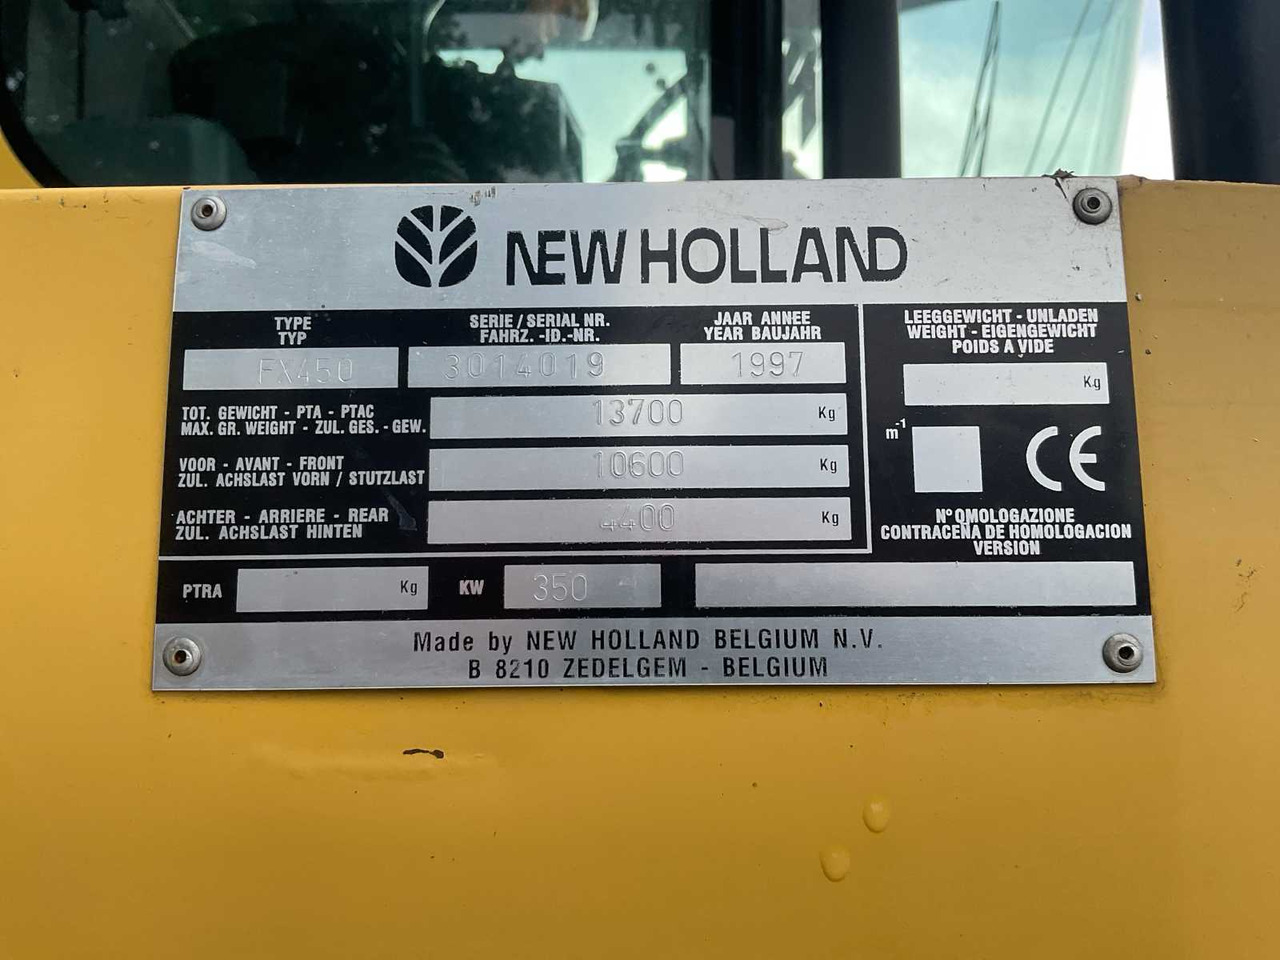 NEW HOLLAND
TYPE
TYP
FX450
SERIE/SERIAL NR.
FAHRZ.-ID.-NR.
3014019
JAAR ANNEE
YEAR BAUJAHR
1997
TOT. GEWICHT - PTA - PTAC
MAX. GR. WEIGHT - ZUL. GES.- GEW.
13700 Kg
VOOR - AVANT - FRONT
ZUL. ACHSLAST VORN / STUTZLAST
10600 Kg
ACHTER - ARRIERE - REAR
ZUL. ACHSLAST HINTEN
4400 Kg
LEEGGEWICHT - UNLADEN
WEIGHT - EIGENGEWICHT
POIDS A VIDE
Kg
m-1
CE
N° OMOLOGAZIONE
CONTRACENA DE HOMOLOGACION
VERSION
PTRA Kg KW 350
Made by NEW HOLLAND BELGIUM N.V.
B 8210 ZEDELGEM - BELGIUM